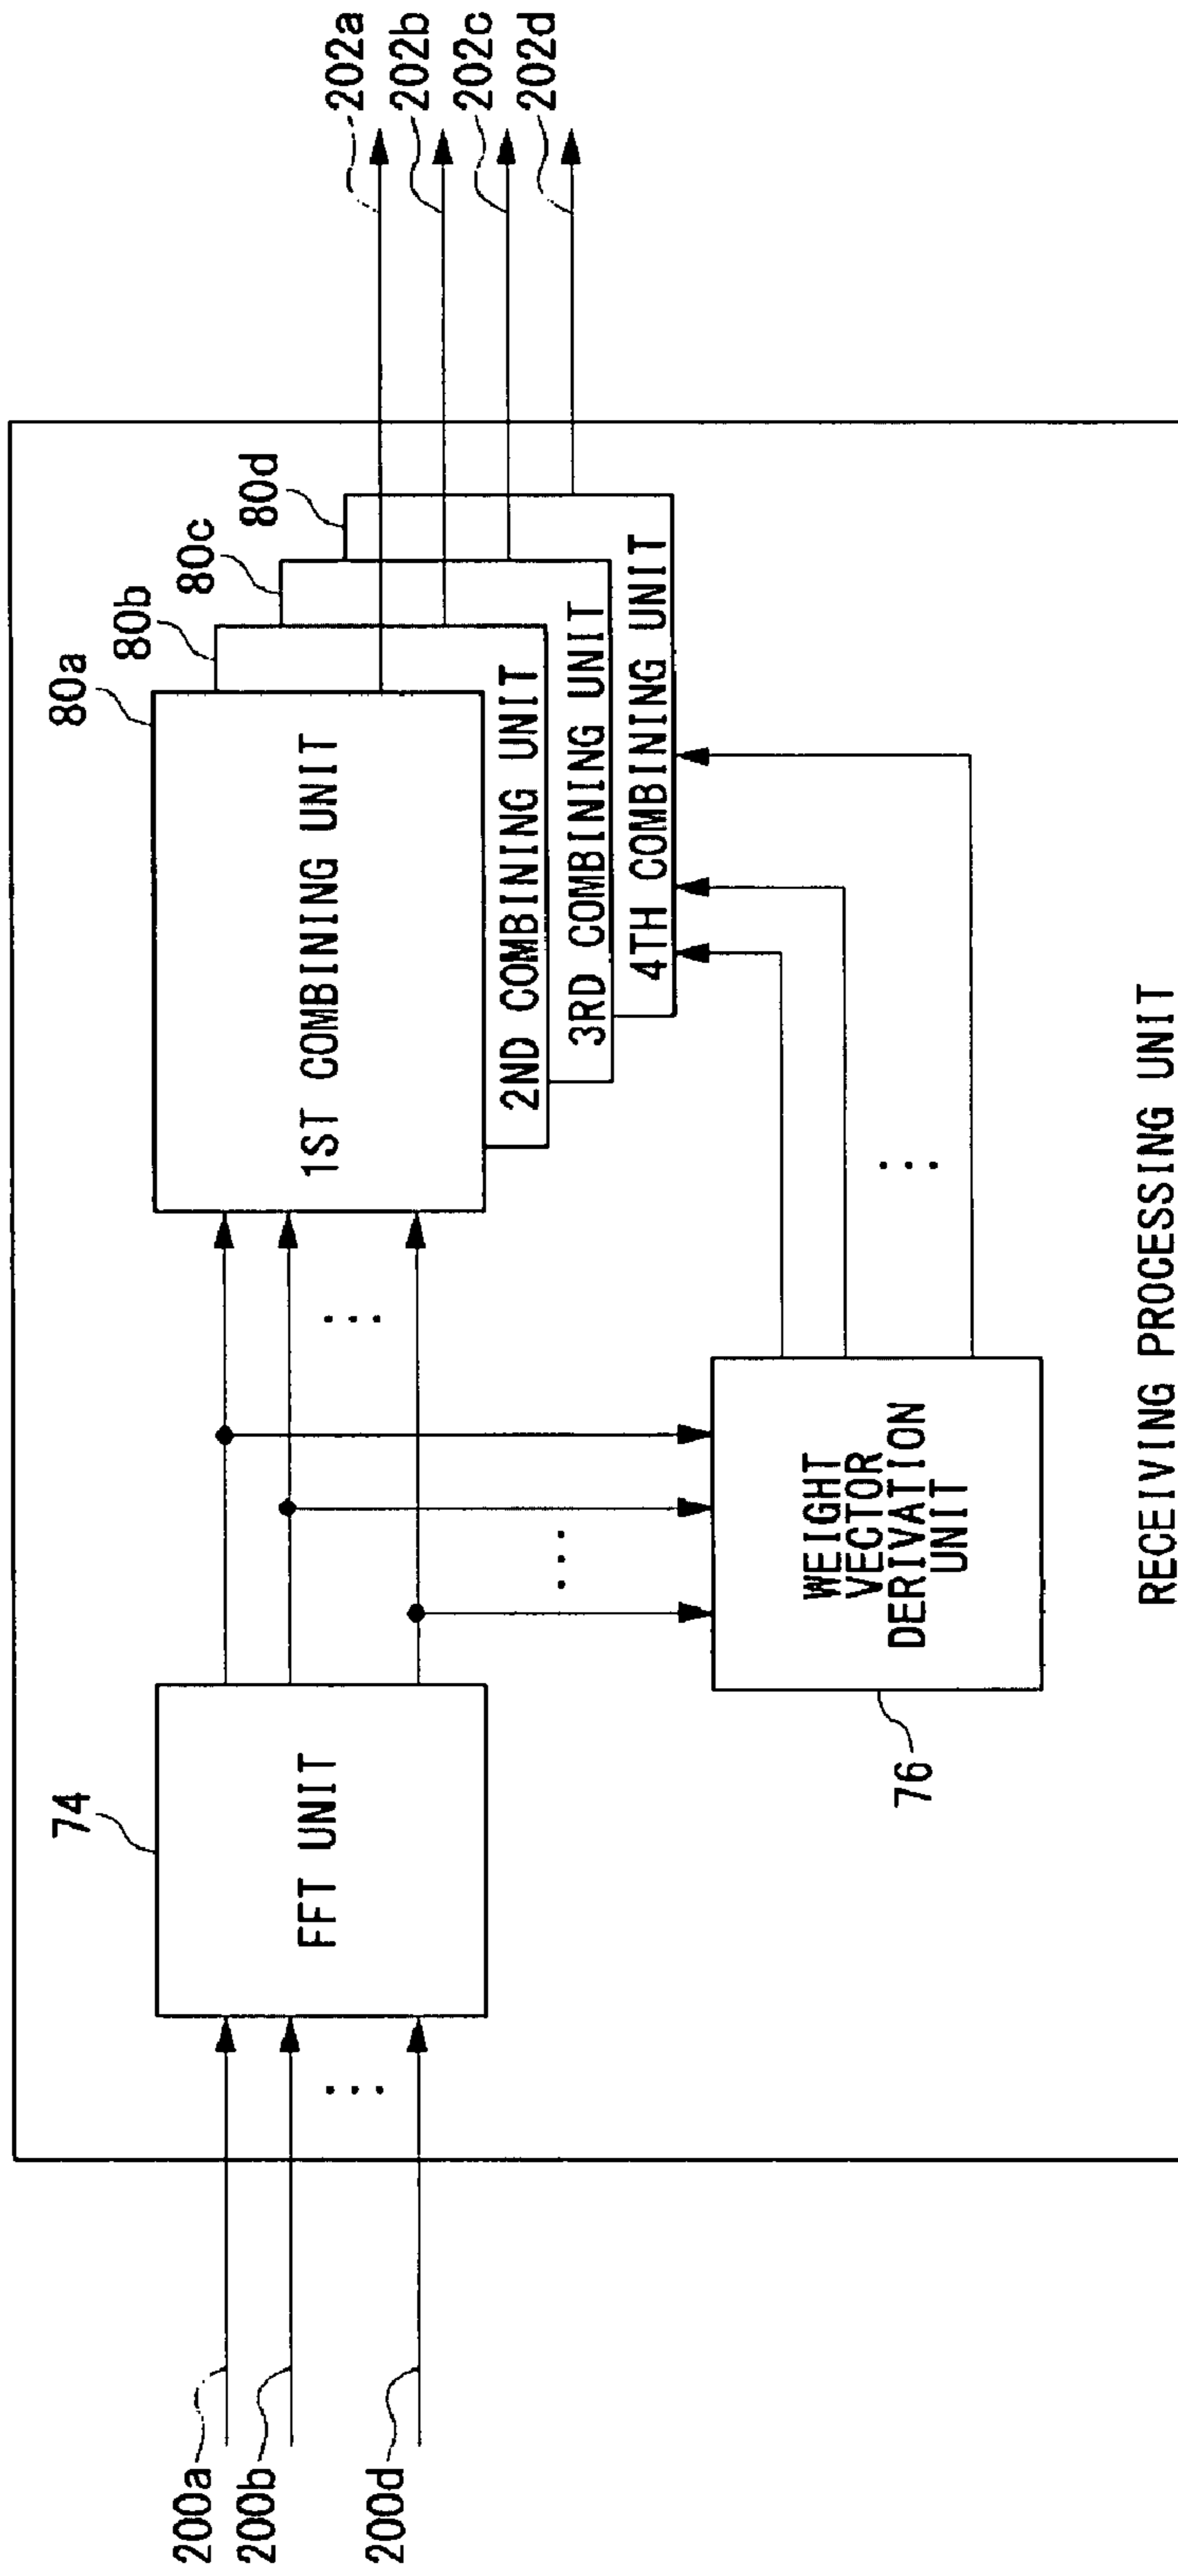 200a
200b
200d
74
FFT UNIT
76
WEIGHT
VECTOR
DERIVATION
UNIT
80a
80b
80c
80d
1ST COMBINING UNIT
2ND COMBINING UNIT
3RD COMBINING UNIT
4TH COMBINING UNIT
202a
202b
202c
202d
RECEIVING PROCESSING UNIT